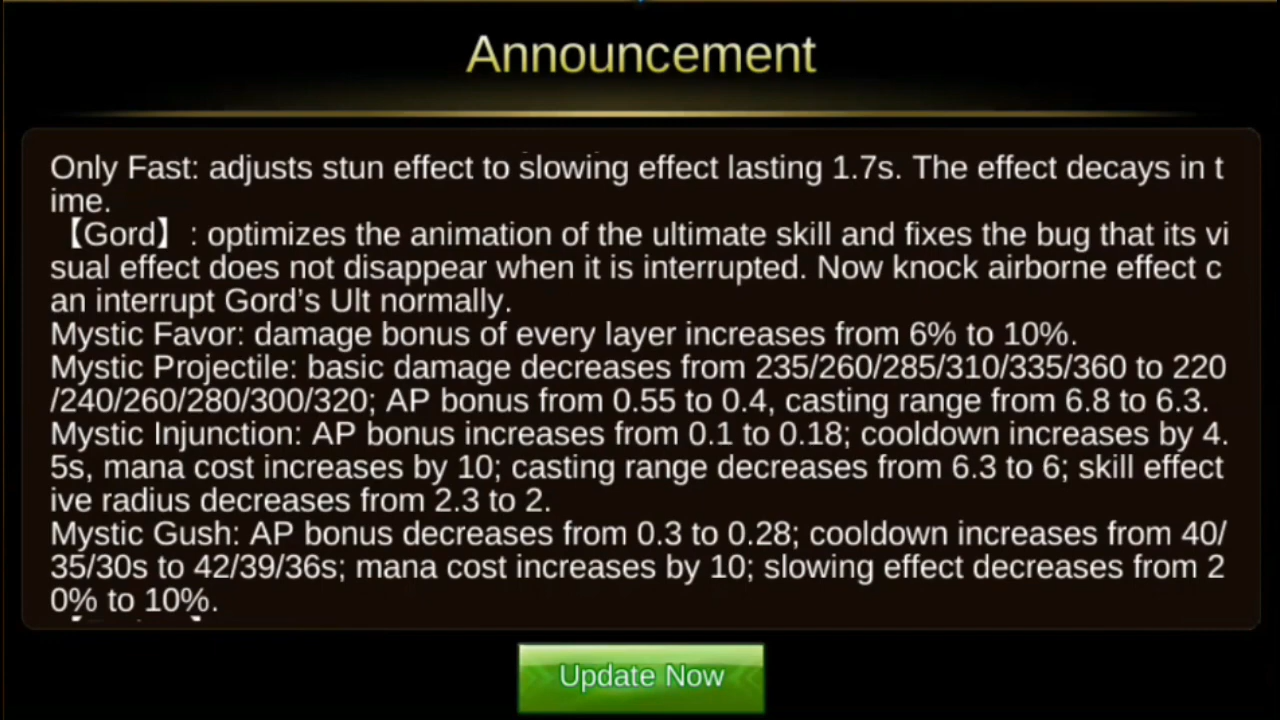 Announcement
Only Fast: adjusts stun effect to slowing effect lasting 1.7s. The effect decays in t
ime.
【Gord】 : optimizes the animation of the ultimate skill and fixes the bug that its vi
sual effect does not disappear when it is interrupted. Now knock airborne effect c
an interrupt Gord's Ult normally.
Mystic Favor: damage bonus of every layer increases from 6% to 10%.
Mystic Projectile: basic damage decreases from 235/260/285/310/335/360 to 220
/240/260/280/300/320; AP bonus from 0.55 to 0.4, casting range from 6.8 to 6.3.
Mystic Injunction: AP bonus increases from 0.1 to 0.18; cooldown increases by 4.
5s, mana cost increases by 10; casting range decreases from 6.3 to 6; skill effect
ive radius decreases from 2.3 to 2.
Mystic Gush: AP bonus decreases from 0.3 to 0.28; cooldown increases from 40/
35/30s to 42/39/36s; mana cost increases by 10; slowing effect decreases from 2
0% to 10%.
Update Now